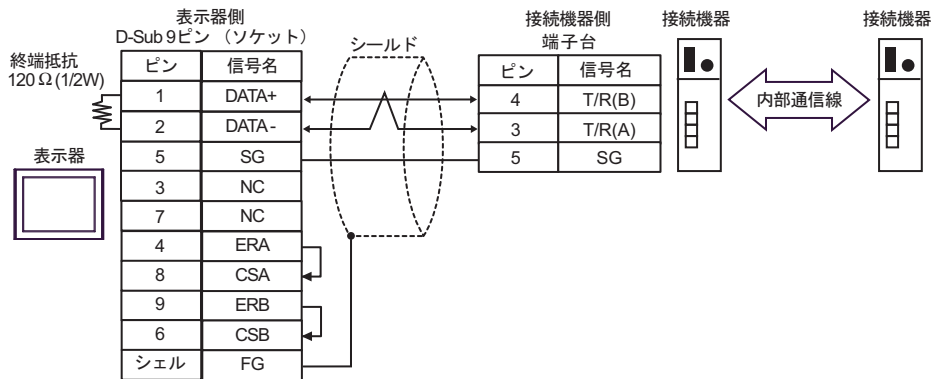 表示器側
D-Sub 9ピン (ソケット)
終端抵抗
120Ω(1/2W)
表示器
ピン 信号名
1 DATA+
2 DATA-
5 SG
3 NC
7 NC
4 ERA
8 CSA
9 ERB
6 CSB
シェル FG
シールド
接続機器側
端子台
ピン 信号名
4 T/R(B)
3 T/R(A)
5 SG
接続機器
内部通信線
接続機器